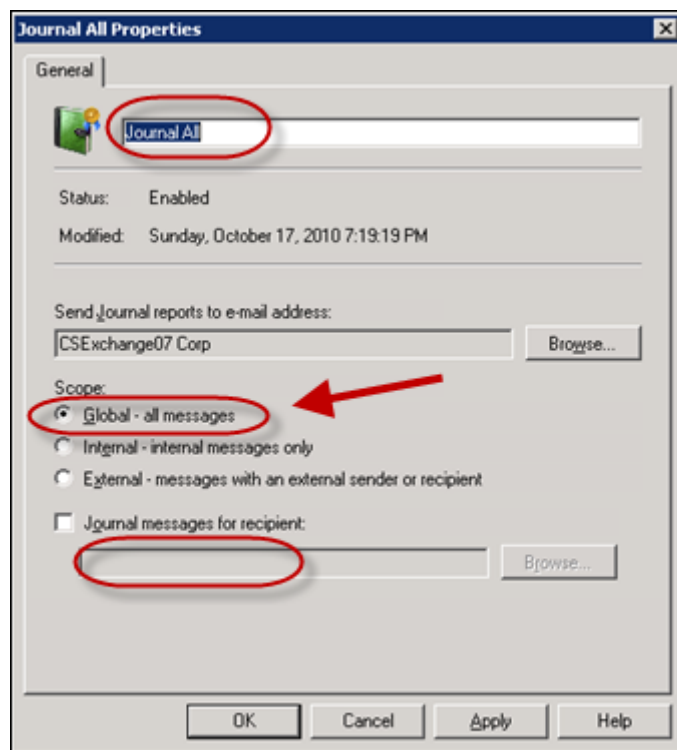 Journal All Properties
General
Journal All
Status: Enabled
Modified: Sunday, October 17, 2010 7:19:19 PM
Send Journal reports to e-mail address:
CSExchange07 Corp
Browse...
Scope:
Global - all messages
Internal - internal messages only
External - messages with an external sender or recipient
Journal messages for recipient:
Browse...
OK Cancel Apply Help